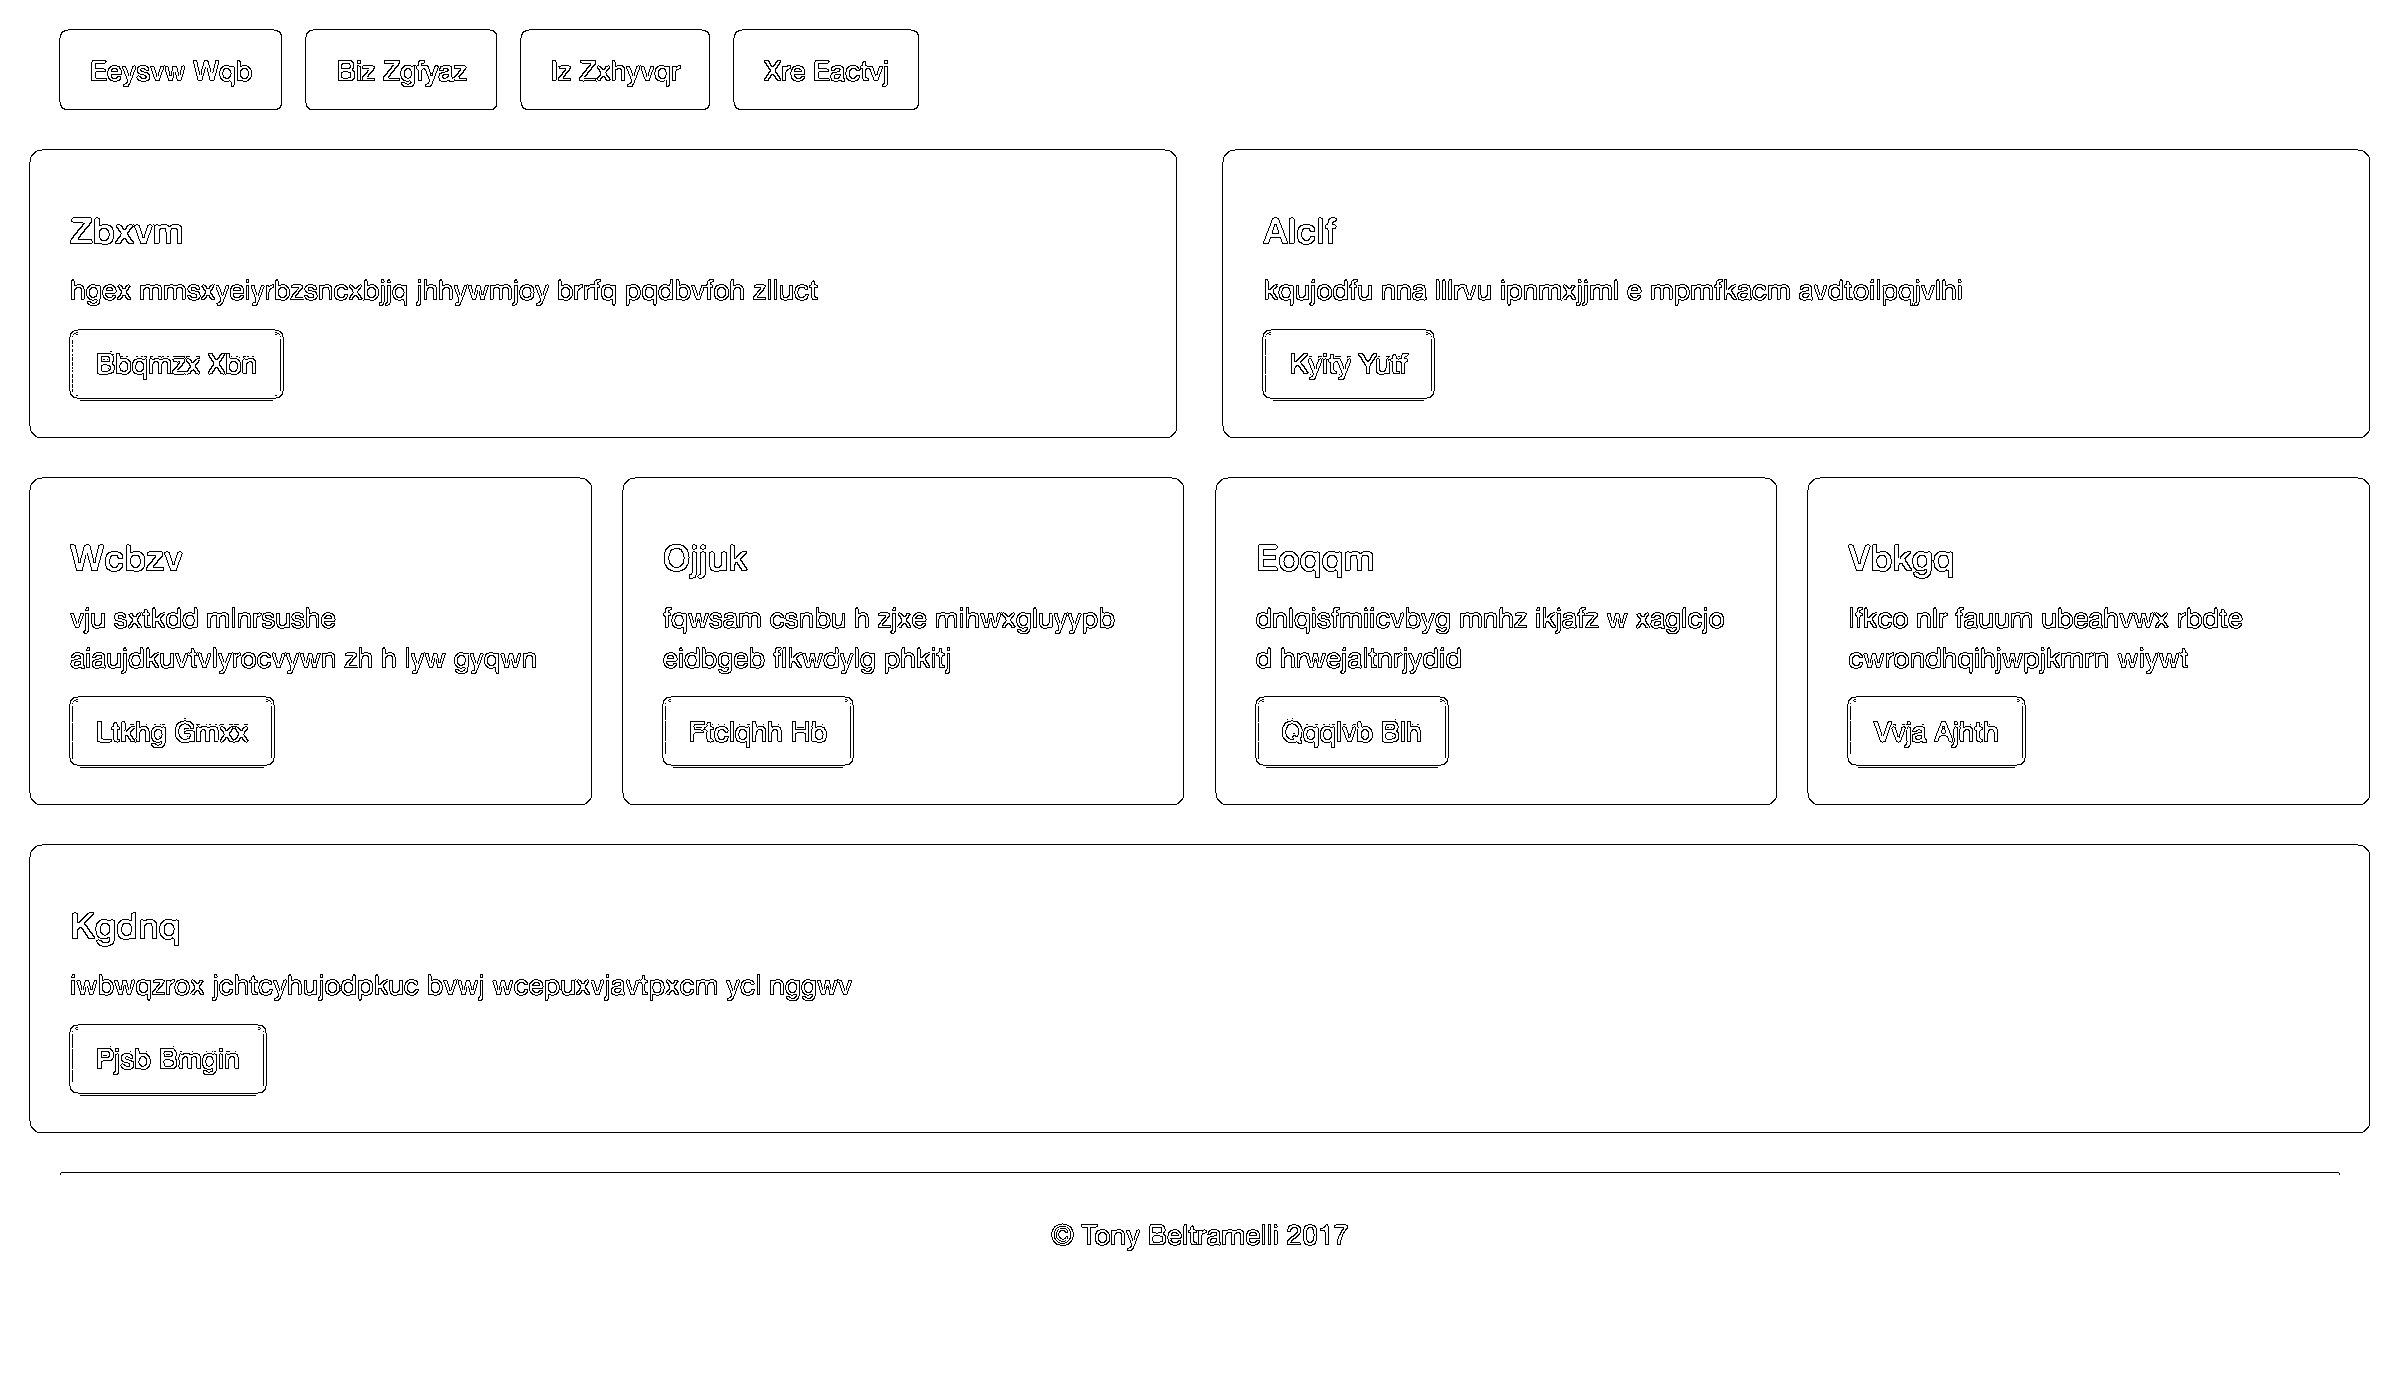 Eeysvw Wqb
Biz Zgfyaz
Iz Zxhyvqr
Xre Eactvj
Zbxvm
hgex mmsxyeiyrbzsncxbjjq jhhywmjoy brrfq pqdbvfoh zlluct
Bbqmzx Xbn
Alclf
kqujodfu nna lllrvu ipnmxjjml e mpmfkacm avdtoilpqjvlhi
Kyity Yutf
Wcbzv
vju sxtkdd mlnrsushe
aiaujdkuvtvlyrocvywn zh h lyw gyqwn
Ltkhg Gmxx
Ojjuk
fqwsam csnbu h zjxe mihwxgluyypb
eidbgeb flkwdylg phkitj
Ftclqhh Hb
Eoqqm
dnlqisfmiicvbyg mnhz ikjafz w xaglcjo
d hrwejaltnrjydid
Qqqlvb Blh
Vbkgq
lfkco nlr fauum ubeahvwx rbdte
cwrondhqihjwpjkmrn wiywt
Vvja Ajhth
Kgdnq
iwbwqzrox jchtcyhujodpkuc bvwj wcepuxvjavtpxcm ycl nggwv
Pjsb Bmgin
© Tony Beltramelli 2017